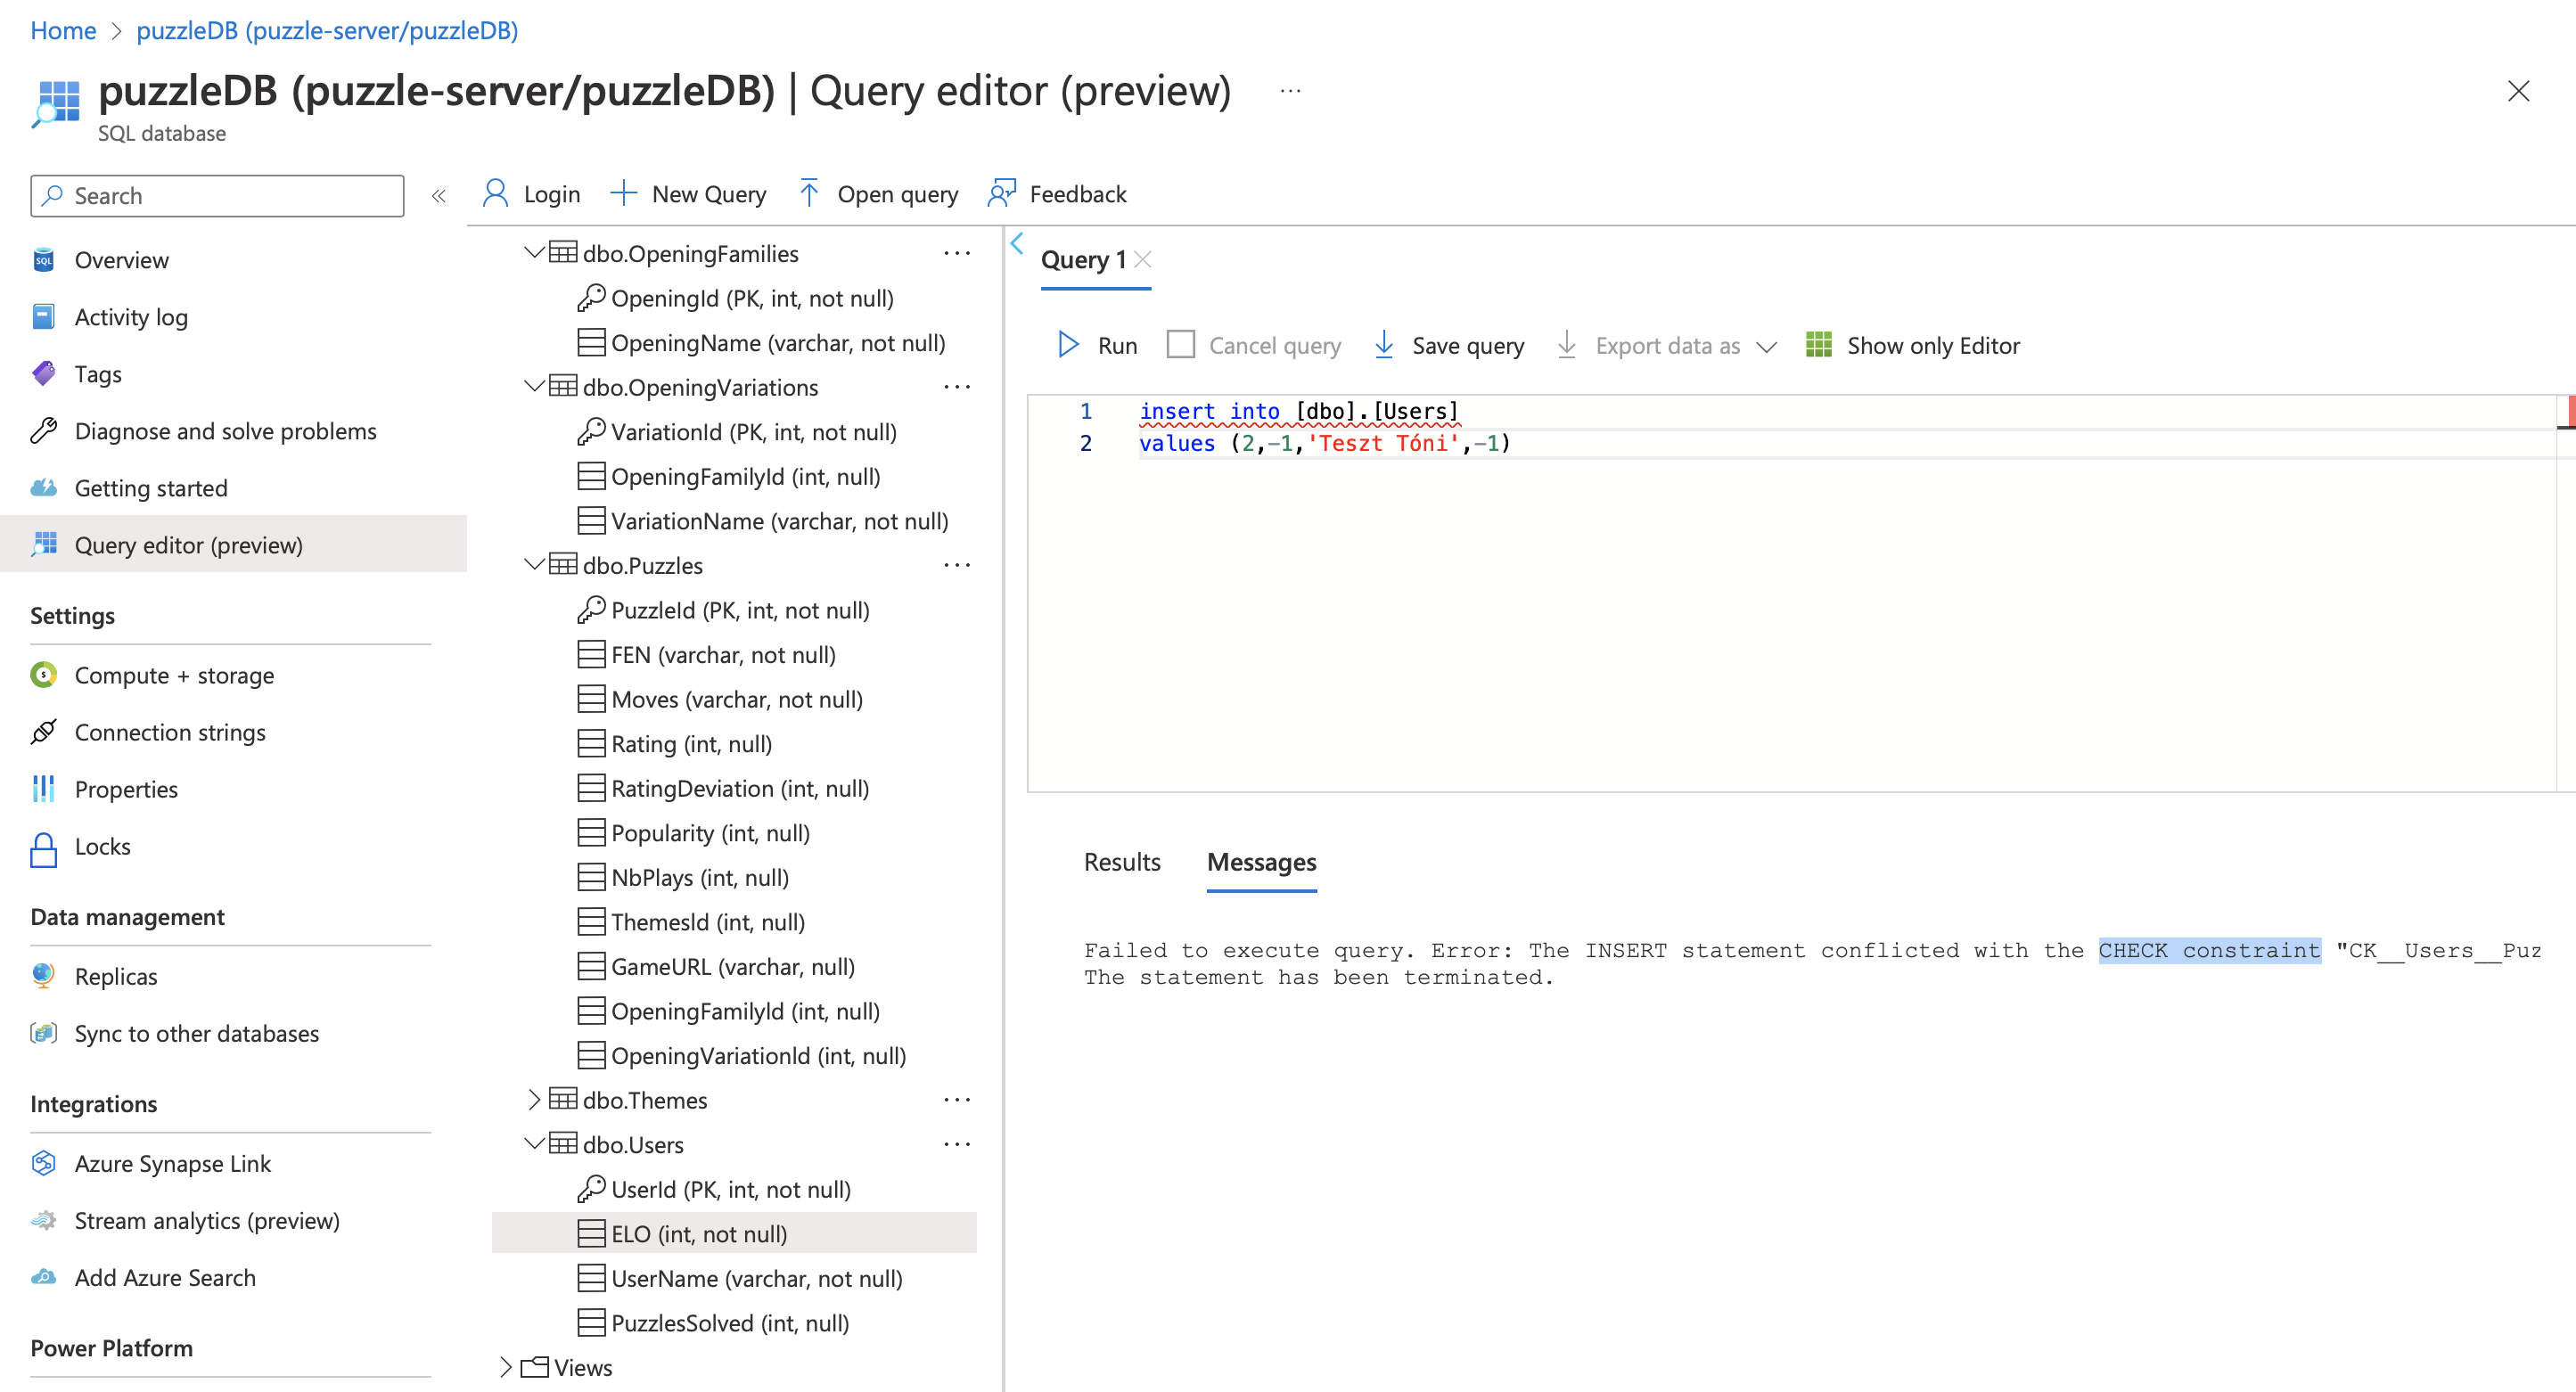 Home > puzzleDB (puzzle-server/puzzleDB)
puzzleDB (puzzle-server/puzzleDB) | Query editor (preview) ...
SQL database
Search
«
Overview
Activity log
Tags
Diagnose and solve problems
Getting started
Query editor (preview)
Settings
Compute + storage
Connection strings
Properties
Locks
Data management
Replicas
Sync to other databases
Integrations
Azure Synapse Link
Stream analytics (preview)
Add Azure Search
Power Platform
Login
New Query
Open query
Feedback
dbo.OpeningFamilies ...
OpeningId (PK, int, not null)
OpeningName (varchar, not null)
dbo.OpeningVariations ...
VariationId (PK, int, not null)
OpeningFamilyId (int, null)
VariationName (varchar, not null)
dbo.Puzzles ...
PuzzleId (PK, int, not null)
FEN (varchar, not null)
Moves (varchar, not null)
Rating (int, null)
RatingDeviation (int, null)
Popularity (int, null)
NbPlays (int, null)
ThemesId (int, null)
GameURL (varchar, null)
OpeningFamilyId (int, null)
OpeningVariationId (int, null)
dbo.Themes ...
dbo.Users ...
UserId (PK, int, not null)
ELO (int, not null)
UserName (varchar, not null)
PuzzlesSolved (int, null)
Views
Query 1
Run
Cancel query
Save query
Export data as
Show only Editor
1 insert into [dbo].[Users]
2 values (2,-1,'Teszt Tóni',-1)
Results
Messages
Failed to execute query. Error: The INSERT statement conflicted with the CHECK constraint "CK__Users__Puz
The statement has been terminated.